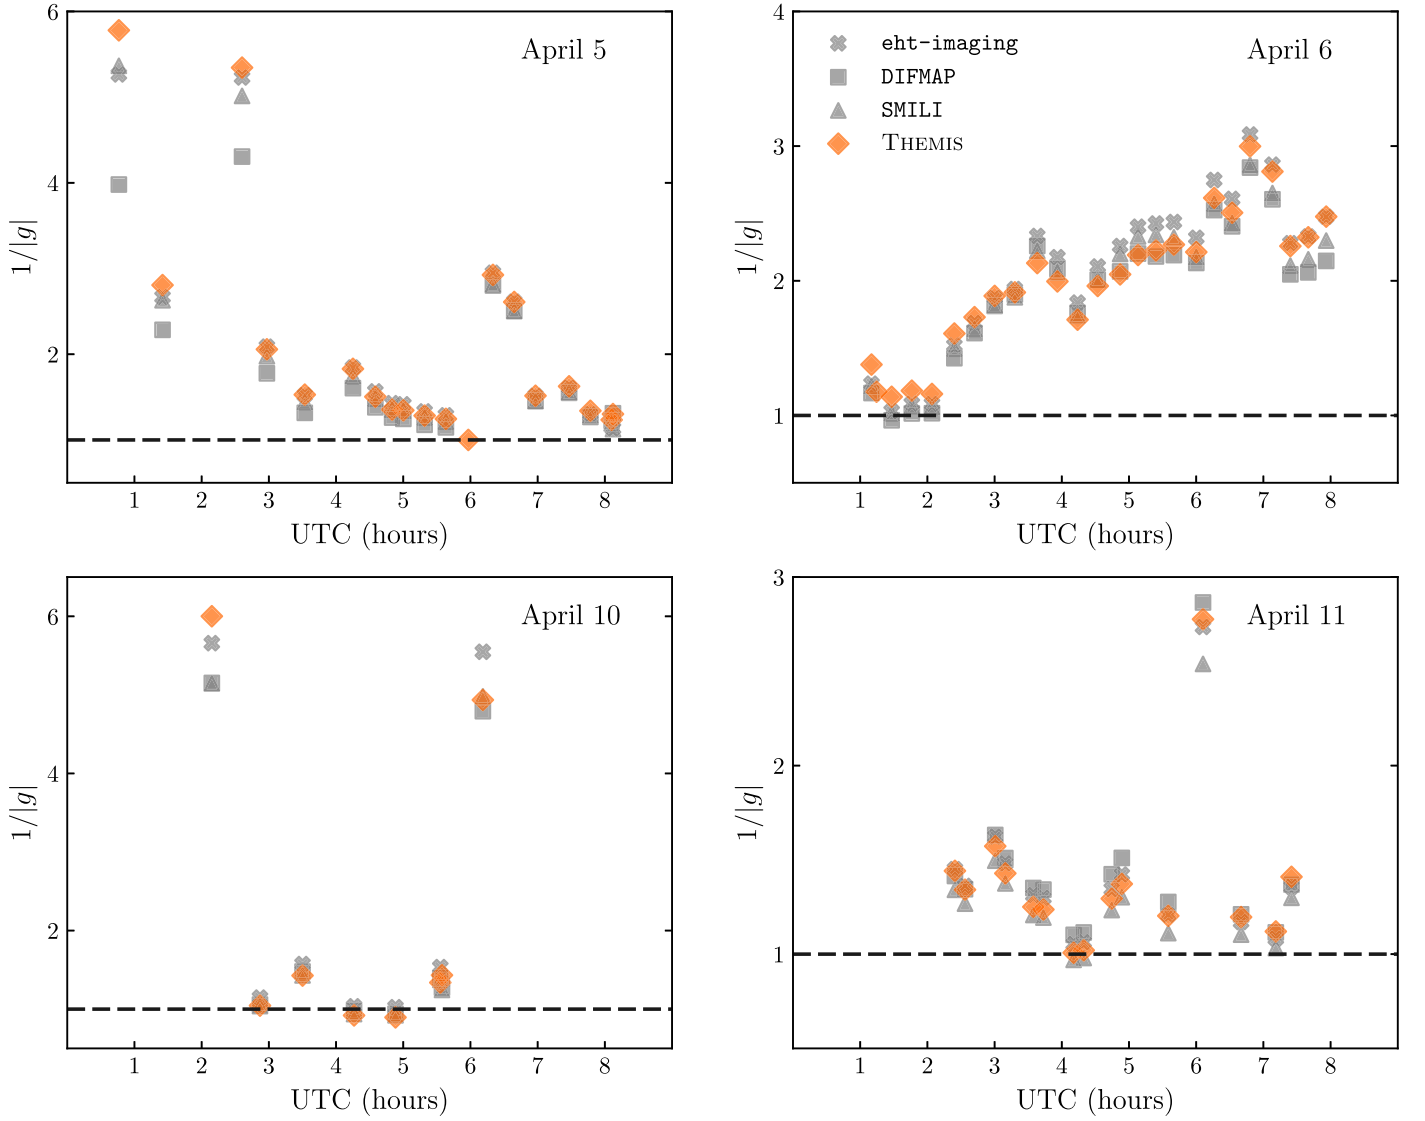 6
4
2
1/|g|
April 5
1 2 3 4 5 6 7 8
UTC (hours)
4
3
2
1
1/|g|
eht-imaging
DIFMAP
SMILI
THEMIS
April 6
1 2 3 4 5 6 7 8
UTC (hours)
6
4
2
1/|g|
April 10
1 2 3 4 5 6 7 8
UTC (hours)
3
2
1
1/|g|
April 11
1 2 3 4 5 6 7 8
UTC (hours)